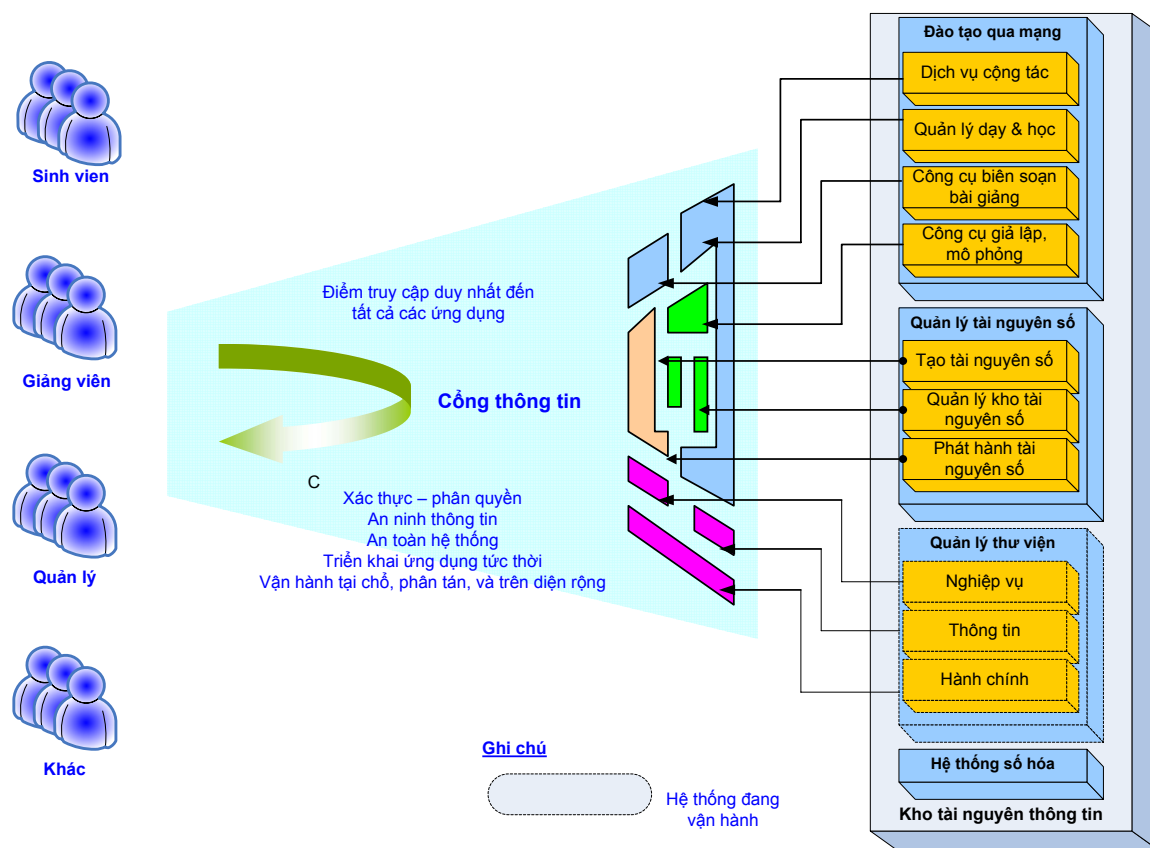 Sinh vien
Giảng viên
Quản lý
Khác
Điểm truy cập duy nhất đến
tất cả các ứng dụng
Cổng thông tin
C
Xác thực – phân quyền
An ninh thông tin
An toàn hệ thống
Triển khai ứng dụng tức thời
Vận hành tại chổ, phân tán, và trên diện rộng
Ghi chú
Hệ thống đang
vận hành
Đào tạo qua mạng
Dịch vụ cộng tác
Quản lý dạy & học
Công cụ biên soạn
bài giảng
Công cụ giả lập,
mô phỏng
Quản lý tài nguyên số
Tạo tài nguyên số
Quản lý kho tài
nguyên số
Phát hành tài
nguyên số
Quản lý thư viện
Nghiệp vụ
Thông tin
Hành chính
Hệ thống số hóa
Kho tài nguyên thông tin